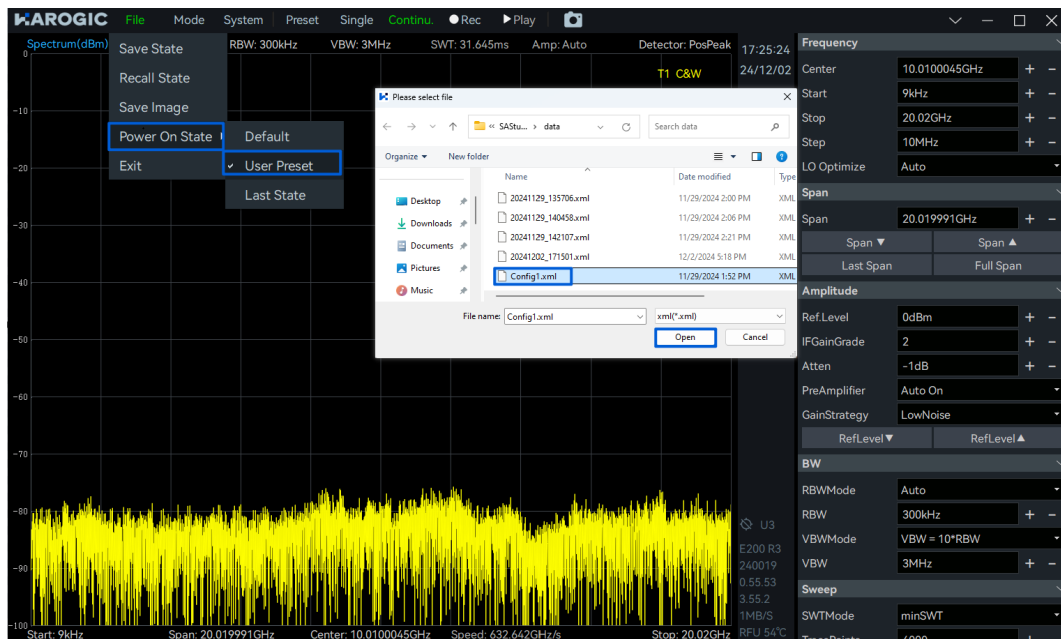 HAROGIC File Mode System Preset Single Continu. Rec Play
Spectrum(dBm) RBW: 300kHz VBW: 3MHz SWT: 31.645ms Amp: Auto Detector: PosPeak
T1 C&W
17:25:24
24/12/02
Save State
Recall State
Save Image
Power On State
Exit
Default
User Preset
Last State
0
-10
-20
-30
-40
-50
-60
-70
-80
-90
-100
Please select file
« SAStu... > data
Search data
Organize
New folder
Name Date modified Type
Desktop
Downloads
Documents
Pictures
Music
20241129_135706.xml 11/29/2024 2:00 PM XML
20241129_140458.xml 11/29/2024 2:06 PM XML
20241129_142107.xml 11/29/2024 2:21 PM XML
20241202_171501.xml 12/2/2024 5:18 PM XML
Config1.xml 11/29/2024 1:52 PM XML
File name: Config1.xml xml(*.xml)
Open Cancel
U3
E200 R3
240019
0.55.53
3.55.2
1MB/S
RFU 54°C
Start: 9kHz Span: 20.019991GHz Center: 10.0100045GHz Speed: 632.642GHz/s Stop: 20.02GHz
Frequency
Center 10.0100045GHz + −
Start 9kHz + −
Stop 20.02GHz + −
Step 10MHz + −
LO Optimize Auto
Span
Span 20.019991GHz + −
Span ▼ Span ▲
Last Span Full Span
Amplitude
Ref.Level 0dBm + −
IFGainGrade 2 + −
Atten -1dB + −
PreAmplifier Auto On
GainStrategy LowNoise
RefLevel▼ RefLevel▲
BW
RBWMode Auto
RBW 300kHz + −
VBWMode VBW = 10*RBW
VBW 3MHz + −
Sweep
SWTMode minSWT